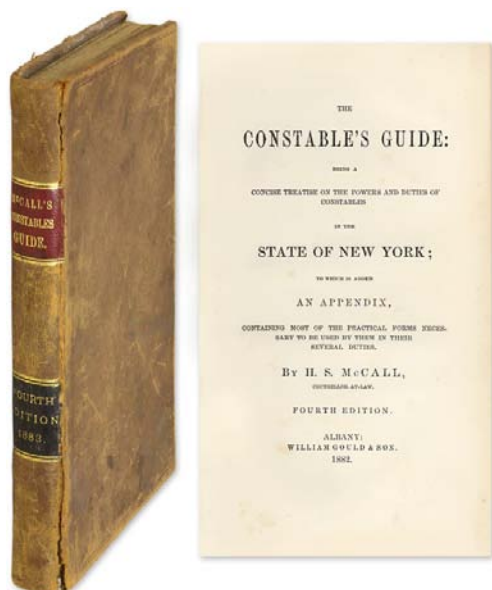 McCALL'S
CONSTABLES
GUIDE.
FOURTH
EDITION
1883.
THE
CONSTABLE'S GUIDE:
BEING A
CONCISE TREATISE ON THE POWERS AND DUTIES OF
CONSTABLES
IN THE
STATE OF NEW YORK;
TO WHICH IS ADDED
AN APPENDIX,
CONTAINING MOST OF THE PRACTICAL FORMS NECES-
SARY TO BE USED BY THEM IN THEIR
SEVERAL DUTIES.
BY H. S. McCALL,
COUNSELLOR-AT-LAW.
FOURTH EDITION.
ALBANY:
WILLIAM GOULD & SON.
1882.